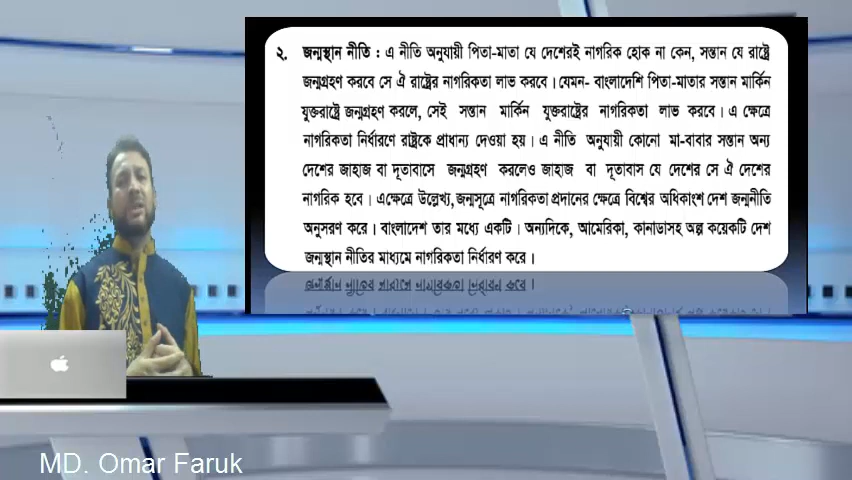 ২. জন্মস্থান নীতি : এ নীতি অনুযায়ী পিতা-মাতা যে দেশেরই নাগরিক হোক না কেন, সন্তান যে রাষ্ট্রে
জন্মগ্রহণ করবে সে ঐ রাষ্ট্রের নাগরিকতা লাভ করবে। যেমন- বাংলাদেশি পিতা-মাতার সন্তান মার্কিন
যুক্তরাষ্ট্রে জন্মগ্রহণ করলে, সেই সন্তান মার্কিন যুক্তরাষ্ট্রের নাগরিকতা লাভ করবে। এ ক্ষেত্রে
নাগরিকতা নির্ধারণে রাষ্ট্রকে প্রাধান্য দেওয়া হয়। এ নীতি অনুযায়ী কোনো মা-বাবার সন্তান অন্য
দেশের জাহাজ বা দূতাবাসে জন্মগ্রহণ করলেও জাহাজ বা দূতাবাস যে দেশের সে ঐ দেশের
নাগরিক হবে। এক্ষেত্রে উল্লেখ্য, জন্মসূত্রে নাগরিকতা প্রদানের ক্ষেত্রে বিশ্বের অধিকাংশ দেশ জন্মনীতি
অনুসরণ করে। বাংলাদেশ তার মধ্যে একটি। অন্যদিকে, আমেরিকা, কানাডাসহ অল্প কয়েকটি দেশ
জন্মস্থান নীতির মাধ্যমে নাগরিকতা নির্ধারণ করে।
MD. Omar Faruk